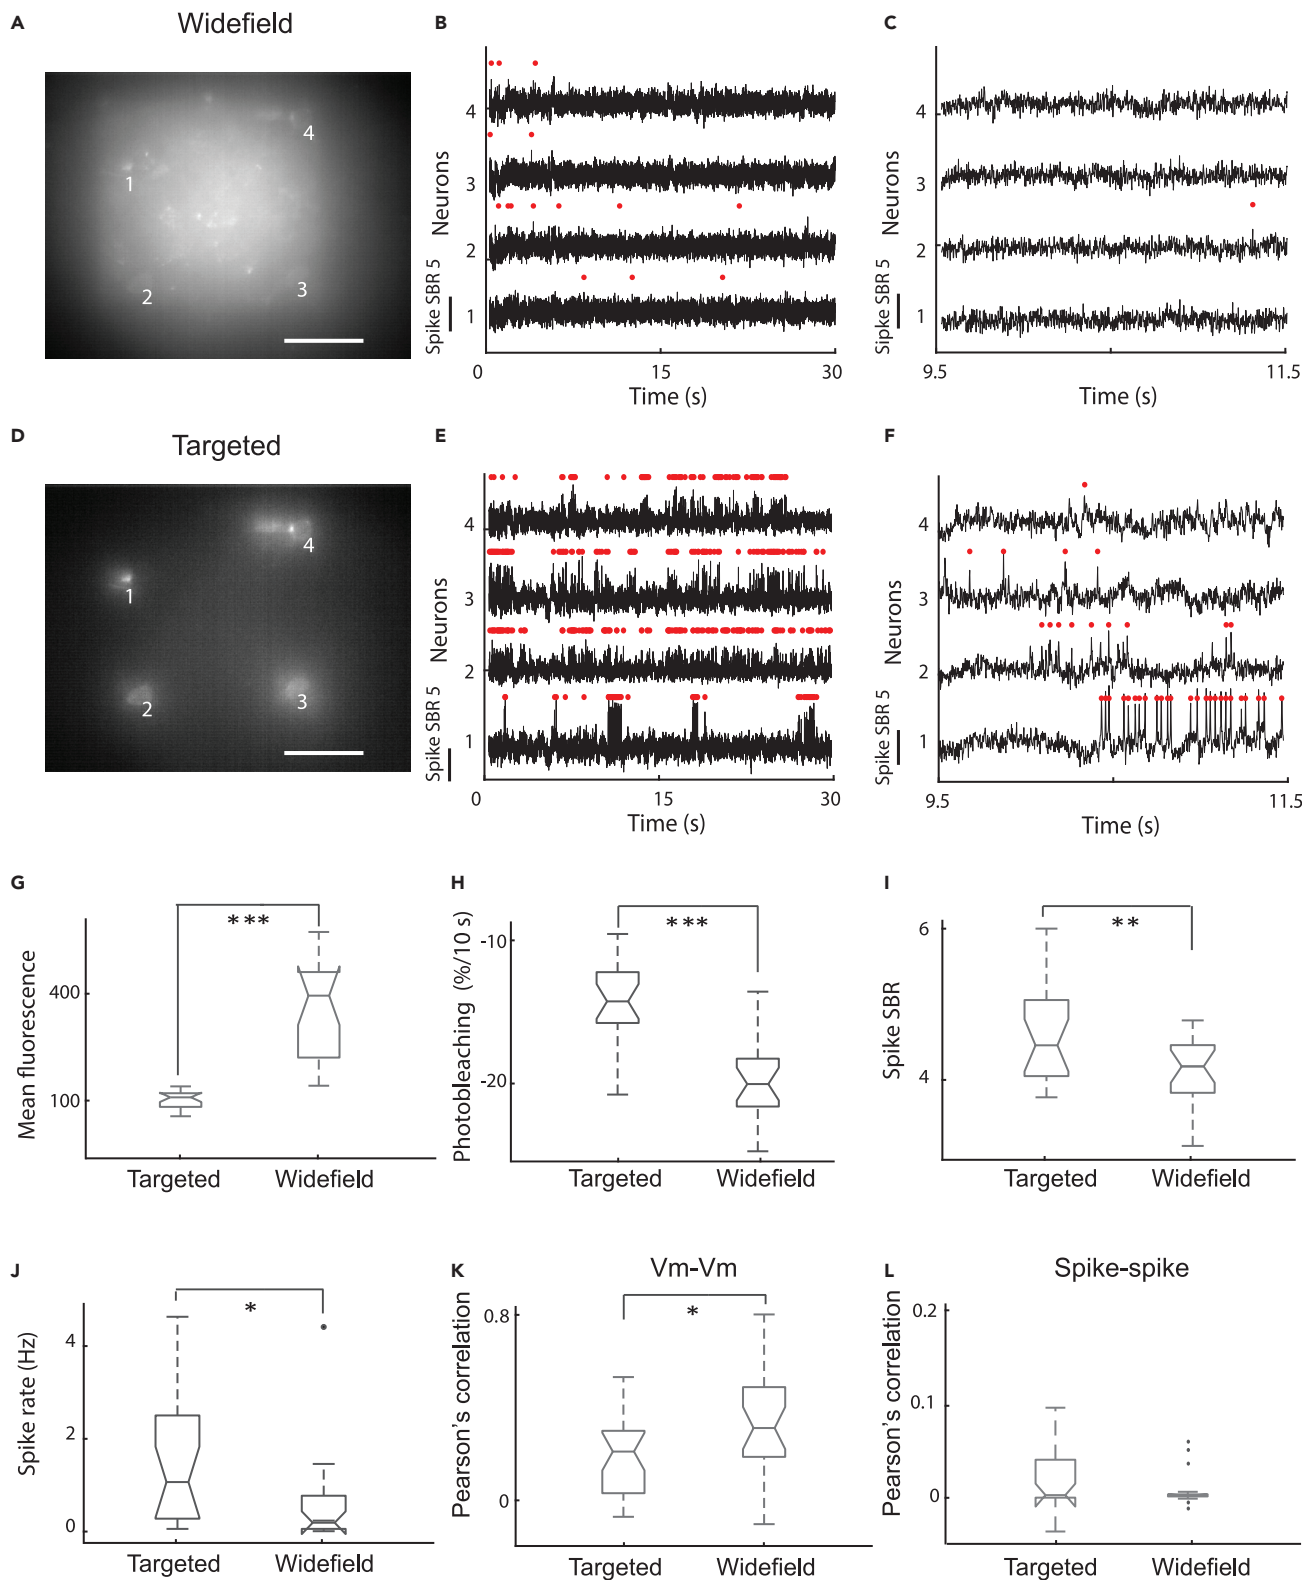 A
Widefield
1
2
3
4
B
4
3
2
1
Neurons
Spike SBR 5
0
15
30
Time (s)
C
4
3
2
1
Neurons
Sipke SBR 5
9.5
11.5
Time (s)
D
Targeted
1
2
3
4
E
4
3
2
1
Neurons
Spike SBR 5
0
15
30
Time (s)
F
4
3
2
1
Neurons
Spike SBR 5
9.5
11.5
Time (s)
G
***
Mean fluorescence
400
100
Targeted
Widefield
H
***
Photobleaching (%/10 s)
-10
-20
Targeted
Widefield
I
**
Spike SBR
6
4
Targeted
Widefield
J
*
Spike rate (Hz)
4
2
0
Targeted
Widefield
K
Vm-Vm
*
Pearson's correlation
0.8
0
Targeted
Widefield
L
Spike-spike
Pearson's correlation
0.2
0.1
0
Targeted
Widefield